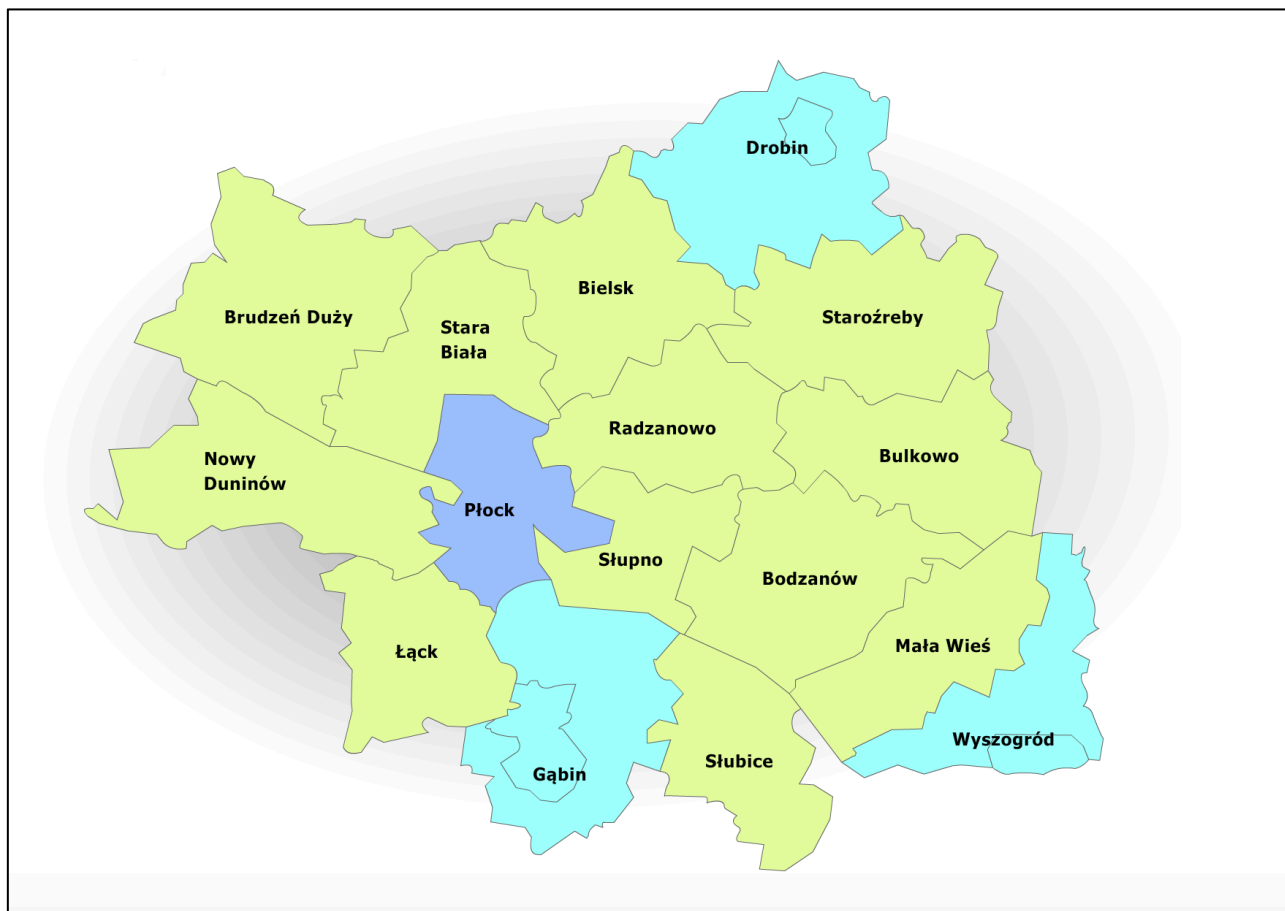 Drobin
Bielsk
Brudzeń Duży
Staroźreby
Stara
Biała
Radzanowo
Bulkowo
Nowy
Duninów
Płock
Słupno
Bodzanów
Łąck
Mała Wieś
Wyszogród
Słubice
Gąbin